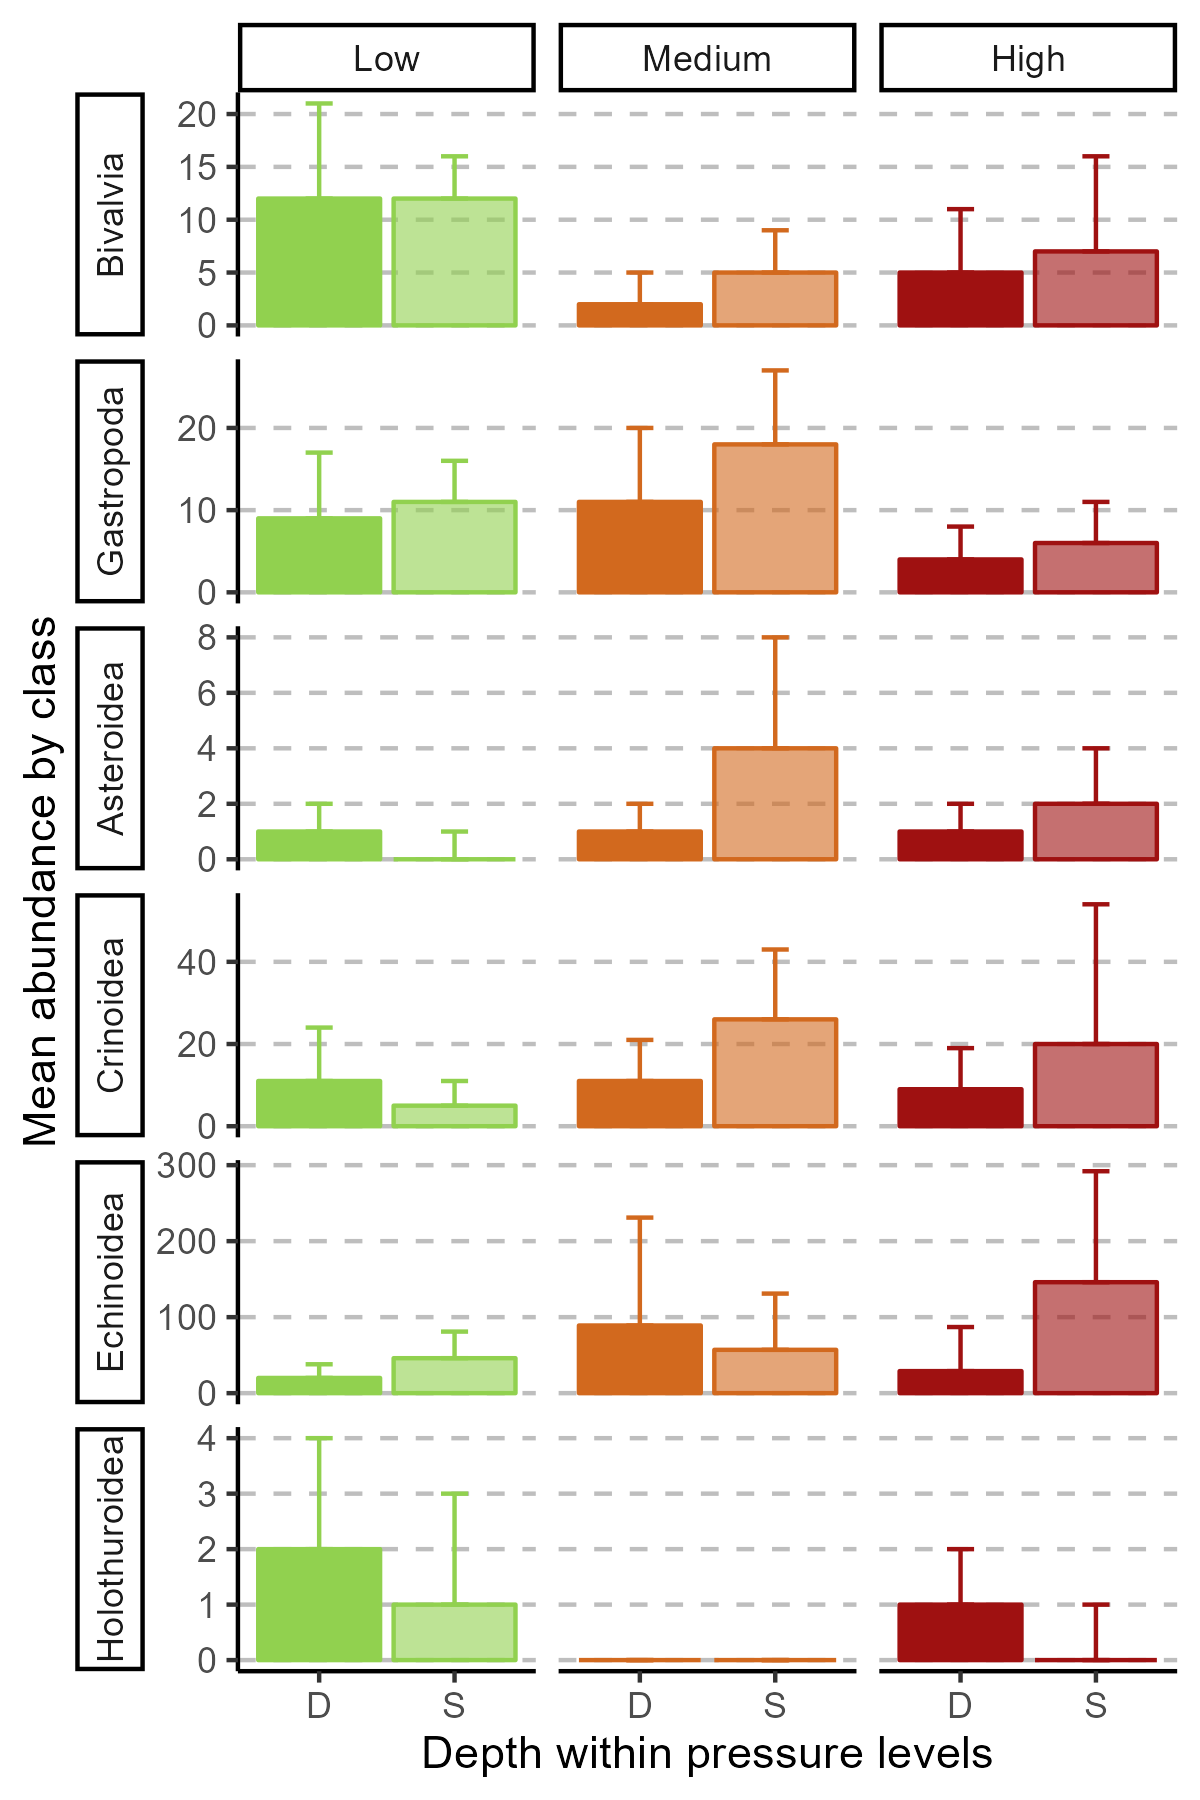 Low Medium High
Bivalvia
20
15
10
5
0
Gastropoda
20
10
0
Asteroidea
8
6
4
2
0
Crinoidea
40
20
0
Echinoidea
300
200
100
0
Holothuroidea
4
3
2
1
0
D S D S D S
Depth within pressure levels
Mean abundance by class